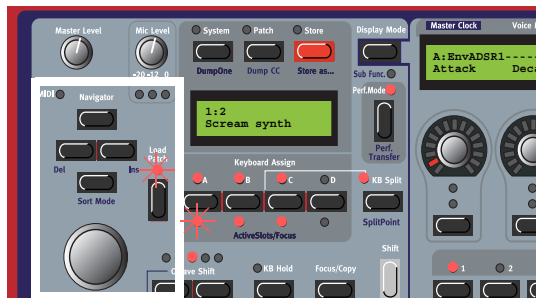 Master Level
Mic Level
-20 -12 0
System
Patch
Store
DumpOne
Dump CC
Store as...
Display Mode
Sub Func.
Master Clock
Voice
A:EnvADSR1-----
Attack Deca
MIDI
Navigator
Del
Ins
Load
Patch
Sort Mode
1:2
Scream synth
Perf.Mode
Perf.
Transfer
Keyboard Assign
A
B
C
D
KB Split
ActiveSlots/Focus
SplitPoint
Octave Shift
KB Hold
Focus/Copy
Shift
1
2